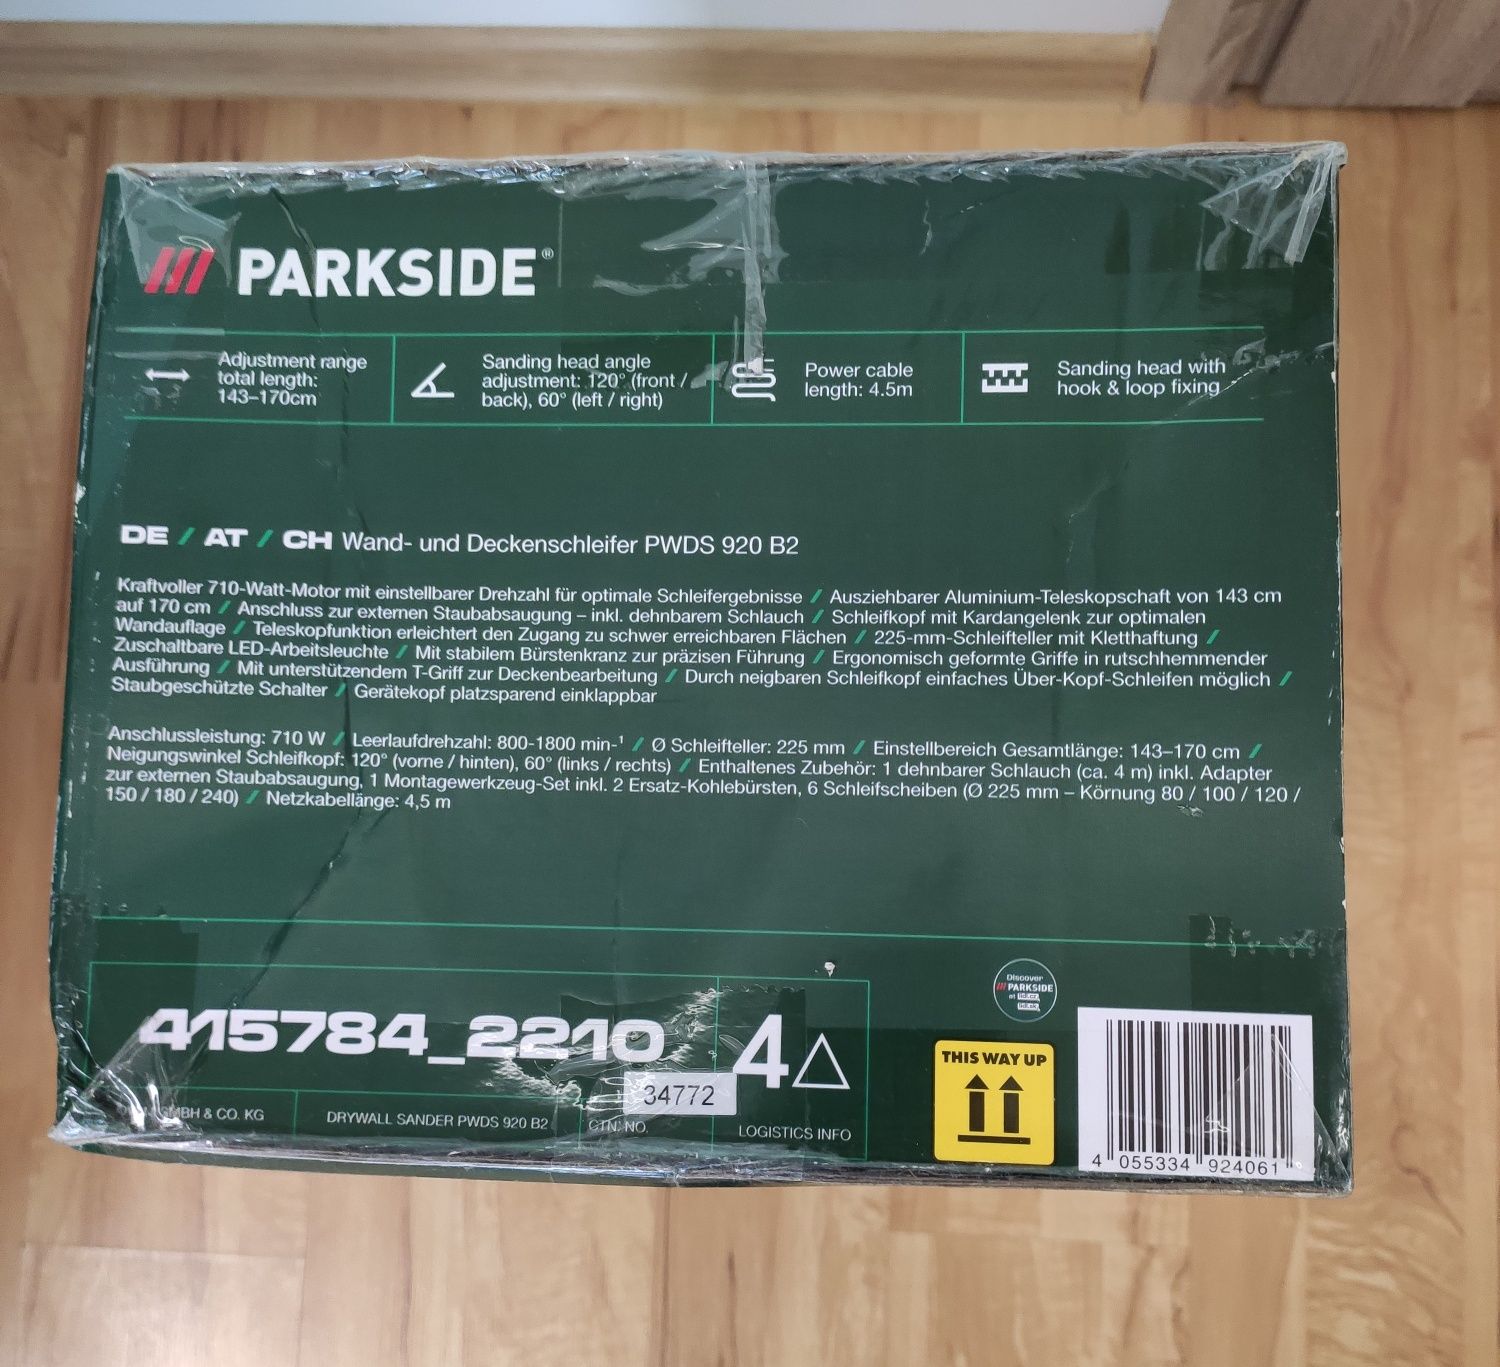 PARKSIDE®
Adjustment range
total length:
143–170cm
Sanding head angle
adjustment: 120° (front /
back), 60° (left / right)
Power cable
length: 4.5m
Sanding head with
hook & loop fixing
DE / AT / CH Wand- und Deckenschleifer PWDS 920 B2
Kraftvoller 710-Watt-Motor mit einstellbarer Drehzahl für optimale Schleifergebnisse / Ausziehbarer Aluminium-Teleskopschaft von 143 cm
auf 170 cm / Anschluss zur externen Staubabsaugung – inkl. dehnbarem Schlauch / Schleifkopf mit Kardangelenk zur optimalen
Wandauflage / Teleskopfunktion erleichtert den Zugang zu schwer erreichbaren Flächen / 225-mm-Schleifteller mit Kletthaftung /
Zuschaltbare LED-Arbeitsleuchte / Mit stabilem Bürstenkranz zur präzisen Führung / Ergonomisch geformte Griffe in rutschhemmender
Ausführung / Mit unterstützendem T-Griff zur Deckenbearbeitung / Durch neigbaren Schleifkopf einfaches Über-Kopf-Schleifen möglich /
Staubgeschützte Schalter / Gerätekopf platzsparend einklappbar
Anschlussleistung: 710 W / Leerlaufdrehzahl: 800-1800 min-¹ / Ø Schleifteller: 225 mm / Einstellbereich Gesamtlänge: 143–170 cm /
Neigungswinkel Schleifkopf: 120° (vorne / hinten), 60° (links / rechts) / Enthaltenes Zubehör: 1 dehnbarer Schlauch (ca. 4 m) inkl. Adapter
zur externen Staubabsaugung, 1 Montagewerkzeug-Set inkl. 2 Ersatz-Kohlebürsten, 6 Schleifscheiben (Ø 225 mm – Körnung 80 / 100 / 120 /
150 / 180 / 240) / Netzkabellänge: 4,5 m
Discover
PARKSIDE
at lidl.cz,
lidl.sk
415784_2210
4△
34772
& CO. KG
DRYWALL SANDER PWDS 920 B2
CTN. NO.
LOGISTICS INFO
THIS WAY UP
4 055334 924061